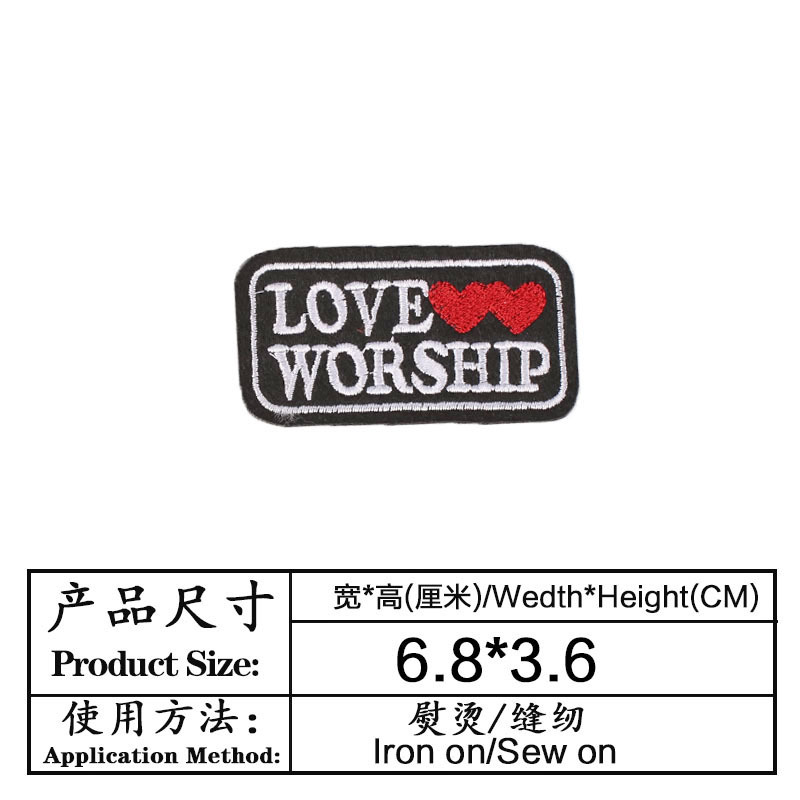 LOVE
WORSHIP
产品尺寸
Product Size:
宽*高(厘米)/Wedth*Height(CM)
6.8*3.6
使用方法:
Application Method:
熨烫/缝纫
Iron on/Sew on